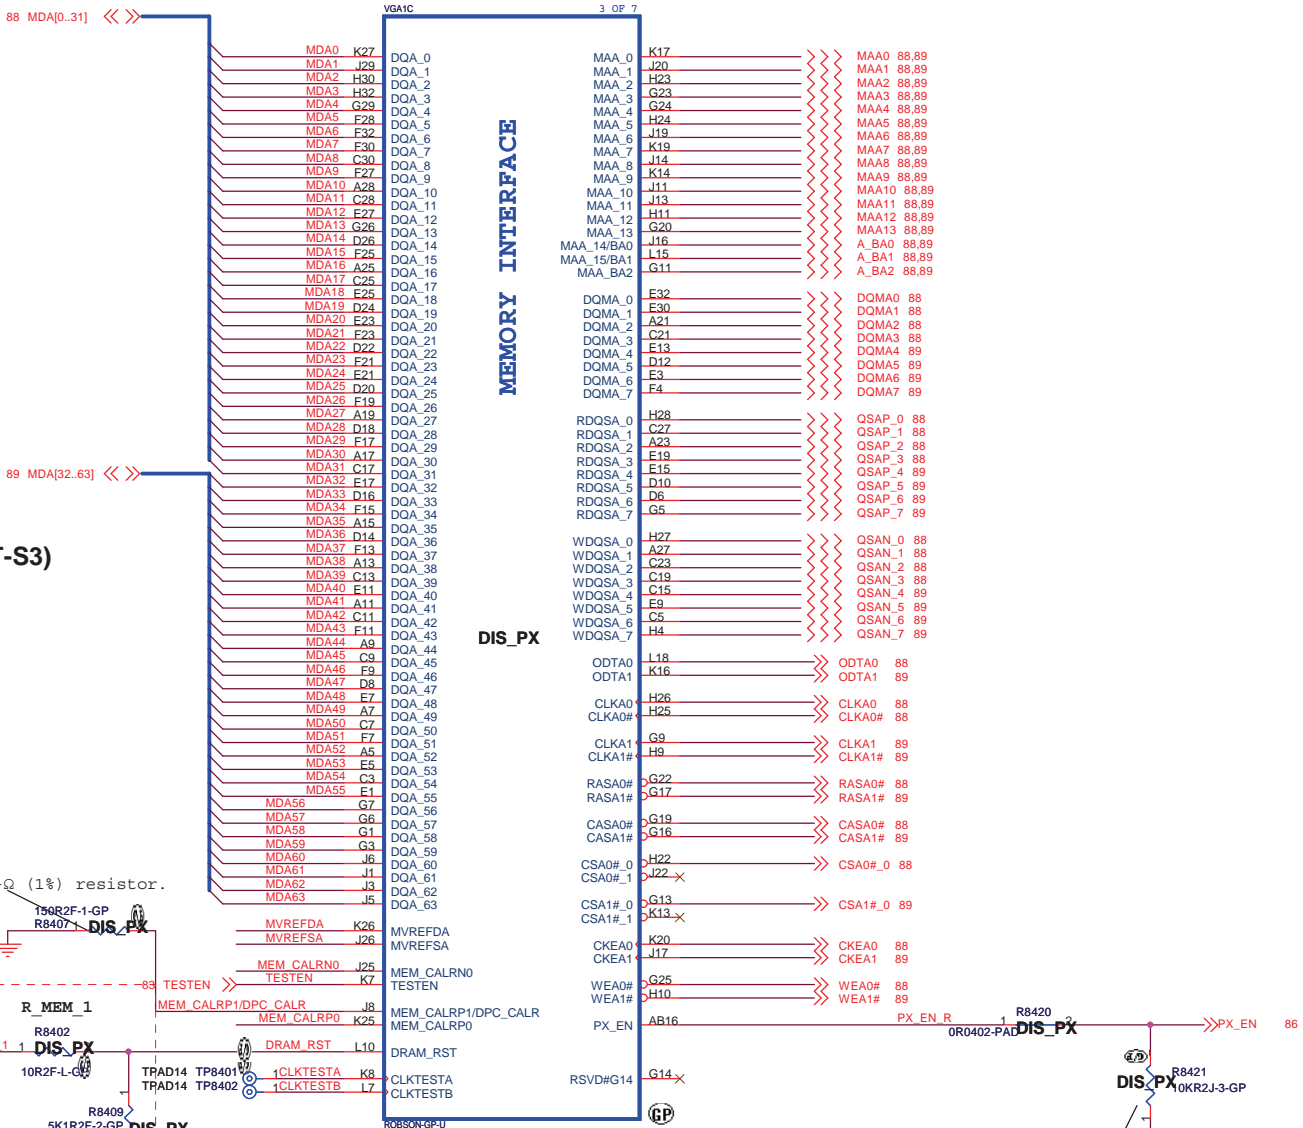 VGA1C 3 OF 7
88 MDA[0..31]
MDA0 K27 DQA_0 MAA_0 K17 MAA0 88,89
MDA1 J29 DQA_1 MAA_1 J20 MAA1 88,89
MDA2 H30 DQA_2 MAA_2 H23 MAA2 88,89
MDA3 H32 DQA_3 MAA_3 G23 MAA3 88,89
MDA4 G29 DQA_4 MAA_4 G24 MAA4 88,89
MDA5 F28 DQA_5 MAA_5 H24 MAA5 88,89
MDA6 F32 DQA_6 MAA_6 J19 MAA6 88,89
MDA7 F30 DQA_7 MAA_7 K19 MAA7 88,89
MDA8 C30 DQA_8 MAA_8 J14 MAA8 88,89
MDA9 F27 DQA_9 MAA_9 K14 MAA9 88,89
MDA10 A28 DQA_10 MAA_10 J11 MAA10 88,89
MDA11 C28 DQA_11 MAA_11 J13 MAA11 88,89
MDA12 E27 DQA_12 MAA_12 H11 MAA12 88,89
MDA13 G26 DQA_13 MAA_13 G20 MAA13 88,89
MDA14 D26 DQA_14 MAA_14/BA0 J16 A_BA0 88,89
MDA15 F25 DQA_15 MAA_15/BA1 L15 A_BA1 88,89
MDA16 A25 DQA_16 MAA_BA2 G11 A_BA2 88,89
MDA17 C25 DQA_17
MDA18 E25 DQA_18 DQMA_0 E32 DQMA0 88
MDA19 D24 DQA_19 DQMA_1 E30 DQMA1 88
MDA20 E23 DQA_20 DQMA_2 A21 DQMA2 88
MDA21 F23 DQA_21 DQMA_3 C21 DQMA3 88
MDA22 D22 DQA_22 DQMA_4 E13 DQMA4 89
MDA23 F21 DQA_23 DQMA_5 D12 DQMA5 89
MDA24 E21 DQA_24 DQMA_6 E3 DQMA6 89
MDA25 D20 DQA_25 DQMA_7 F4 DQMA7 89
MDA26 F19 DQA_26
MDA27 A19 DQA_27 RDQSA_0 H28 QSAP_0 88
MDA28 D18 DQA_28 RDQSA_1 C27 QSAP_1 88
MDA29 F17 DQA_29 RDQSA_2 A23 QSAP_2 88
MDA30 A17 DQA_30 RDQSA_3 E19 QSAP_3 88
MDA31 C17 DQA_31 RDQSA_4 E15 QSAP_4 89
89 MDA[32..63]
MDA32 E17 DQA_32 RDQSA_5 D10 QSAP_5 89
MDA33 D16 DQA_33 RDQSA_6 D6 QSAP_6 89
MDA34 F15 DQA_34 RDQSA_7 G5 QSAP_7 89
MDA35 A15 DQA_35
MDA36 D14 DQA_36 WDQSA_0 H27 QSAN_0 88
MDA37 F13 DQA_37 WDQSA_1 A27 QSAN_1 88
MDA38 A13 DQA_38 WDQSA_2 C23 QSAN_2 88
MDA39 C13 DQA_39 WDQSA_3 C19 QSAN_3 88
MDA40 E11 DQA_40 WDQSA_4 C15 QSAN_4 89
MDA41 A11 DQA_41 WDQSA_5 E9 QSAN_5 89
MDA42 C11 DQA_42 WDQSA_6 C5 QSAN_6 89
MDA43 F11 DQA_43 WDQSA_7 H4 QSAN_7 89
MDA44 A9 DQA_44
MDA45 C9 DQA_45 ODTA0 L18 ODTA0 88
MDA46 F9 DQA_46 ODTA1 K16 ODTA1 89
MDA47 D8 DQA_47
MDA48 E7 DQA_48 CLKA0 H26 CLKA0 88
MDA49 A7 DQA_49 CLKA0# H25 CLKA0# 88
MDA50 C7 DQA_50
MDA51 F7 DQA_51 CLKA1 G9 CLKA1 89
MDA52 A5 DQA_52 CLKA1# H9 CLKA1# 89
MDA53 E5 DQA_53
MDA54 C3 DQA_54 RASA0# G22 RASA0# 88
MDA55 E1 DQA_55 RASA1# G17 RASA1# 89
MDA56 G7 DQA_56
MDA57 G6 DQA_57 CASA0# G19 CASA0# 88
MDA58 G1 DQA_58 CASA1# G16 CASA1# 89
MDA59 G3 DQA_59
MDA60 J6 DQA_60 CSA0#_0 H22 CSA0#_0 88
MDA61 J1 DQA_61 CSA0#_1 J22
MDA62 J3 DQA_62
MDA63 J5 DQA_63 CSA1#_0 G13 CSA1#_0 89
CSA1#_1 K13
MEMORY INTERFACE
DIS_PX
T-S3)
Ω (1%) resistor.
150R2F-1-GP
R8407 1 DIS_PX
MVREFDA K26 MVREFDA
MVREFSA J26 MVREFSA
CKEA0 K20 CKEA0 88
CKEA1 J17 CKEA1 89
MEM_CALRN0 J25 MEM_CALRN0
83 TESTEN TESTEN K7 TESTEN
WEA0# G25 WEA0# 88
WEA1# H10 WEA1# 89
R_MEM_1
MEM_CALRP1/DPC_CALR J8 MEM_CALRP1/DPC_CALR
MEM_CALRP0 K25 MEM_CALRP0
PX_EN AB16 PX_EN_R 1 R8420 2 PX_EN 86
0R0402-PAD DIS_PX
R8402
1 1 DIS_PX
10R2F-L-GP
DRAM_RST L10 DRAM_RST
TPAD14 TP8401 1 CLKTESTA K8 CLKTESTA
TPAD14 TP8402 1 CLKTESTB L7 CLKTESTB
RSVD#G14 G14
R8421
DIS_PX 10KR2J-3-GP
1
1
R8409
5K1R2F-2-GP DIS_PX
GP
ROBSON-GP-U